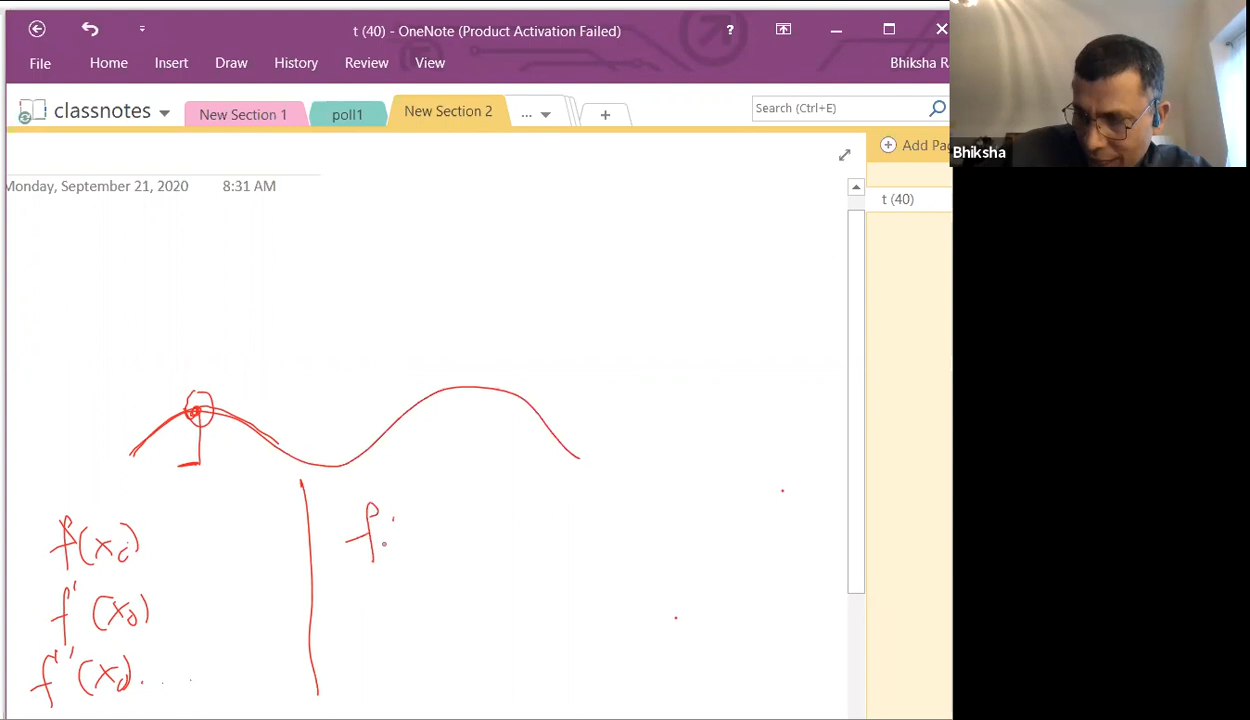 t (40) - OneNote (Product Activation Failed)
?
File Home Insert Draw History Review View
Bhiksha R
classnotes
New Section 1
poll1
New Section 2
...
+
Search (Ctrl+E)
Add Pag
Bhiksha
Monday, September 21, 2020 8:31 AM
t (40)
f(x₀)
f'
f'(x₀)
f''(x₀)....